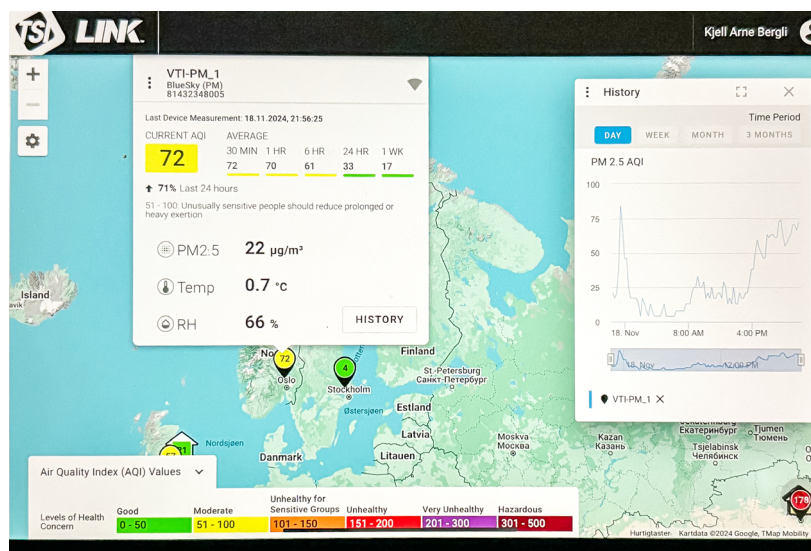 TSI LINK
Kjell Arne Bergli
VTI-PM_1
BlueSky (PM)
81432348005
Last Device Measurement: 18.11.2024, 21:56:25
CURRENT AQI
AVERAGE
30 MIN 1 HR 6 HR 24 HR 1 WK
72
72 70 61 33 17
71% Last 24 hours
51 - 100: Unusually sensitive people should reduce prolonged or
heavy exertion
PM2:5 22 µg/m³
Temp 0.7 °C
RH 66 %
HISTORY
History
Time Period
DAY WEEK MONTH 3 MONTHS
PM 2.5 AQI
100
75
50
25
0
18. Nov 8:00 AM 4:00 PM
18. Nov 12:00 PM
VTI-PM_1
Island
72
Oslo
4
Stockholm
Finland
St.-Petersburg
Санкт-Петербург
Østersjøen
Estland
Latvia
Litauen
Nordsjøen
Danmark
Moskva
Москва
Kazan
Казань
Екатеринбург
Tjumen
Тюмень
Tsjeljabinsk
Челябинск
178
Air Quality Index (AQI) Values
Levels of Health
Concern
Good
0 - 50
Moderate
51 - 100
Unhealthy for
Sensitive Groups
101 - 150
Unhealthy
151 - 200
Very Unhealthy
201 - 300
Hazardous
301 - 500
Hurtigtaster Kartdata ©2024 Google, TMap Mobility